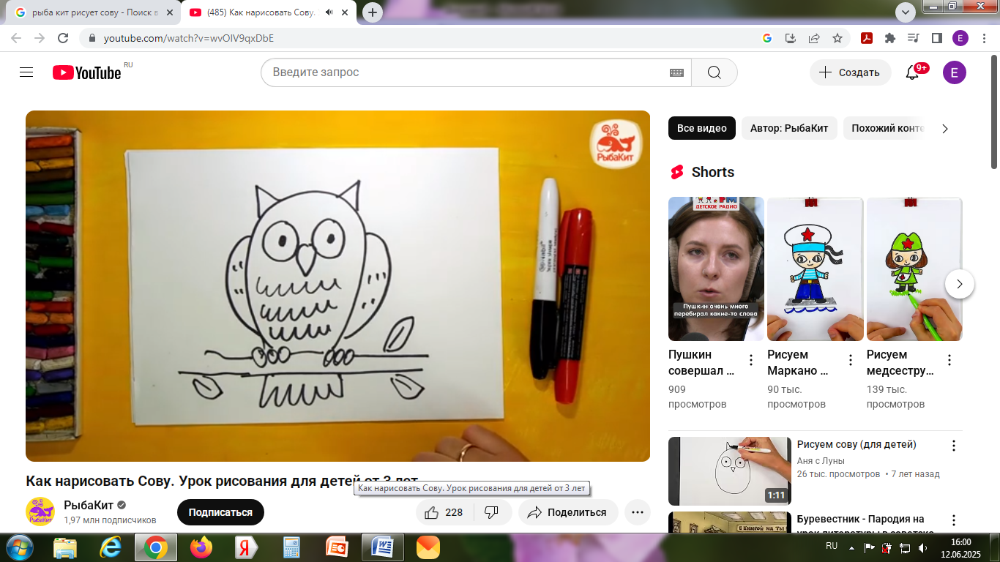 рыба кит рисует сову - Поиск в
(485) Как нарисовать Сову.
youtube.com/watch?v=wvOlV9qxDbE
E
YouTube
RU
Введите запрос
Создать
9+
E
РыбаКит
Все видео
Автор: РыбаКит
Похожий конте
Shorts
ДЕТСКОЕ РАДИО
Пушкин очень много
перебирал какие-то слова
Пушкин
совершал ...
909
просмотров
Рисуем
Маркано ...
90 тыс.
просмотров
Рисуем
медсестру...
139 тыс.
просмотров
Как нарисовать Сову. Урок рисования для детей от 3 лет
Как нарисовать Сову. Урок рисования для детей от 3 лет
РыбаКит
РыбаКит
1,97 млн подписчиков
Подписаться
228
Поделиться
Рисуем сову (для детей)
Аня с Луны
26 тыс. просмотров • 7 лет назад
1:11
Буревестник - Пародия на
RU
16:00
12.06.2025